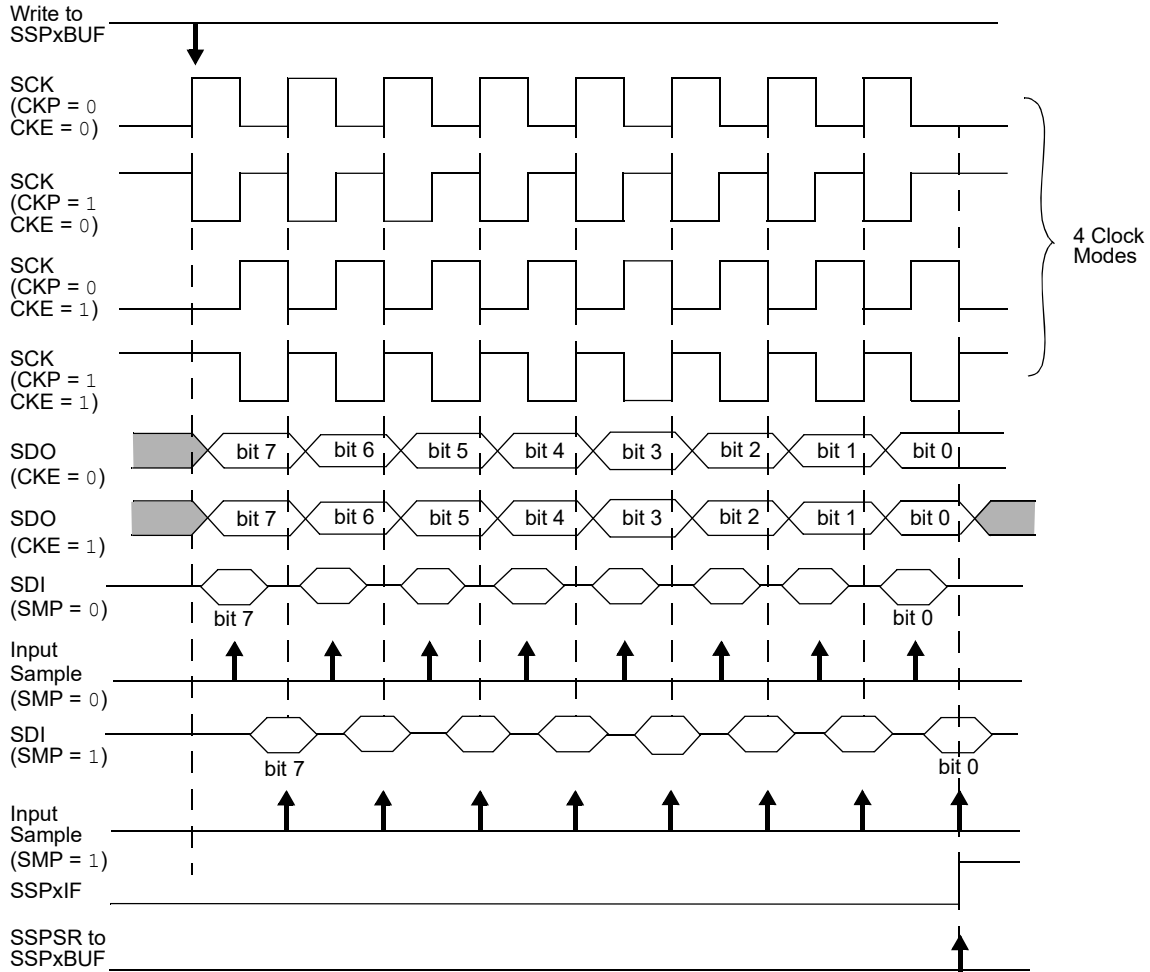 Write to
SSPxBUF
SCK
(CKP = 0
CKE = 0)
SCK
(CKP = 1
CKE = 0)
SCK
(CKP = 0
CKE = 1)
SCK
(CKP = 1
CKE = 1)
4 Clock
Modes
SDO
(CKE = 0)
bit 7 bit 6 bit 5 bit 4 bit 3 bit 2 bit 1 bit 0
SDO
(CKE = 1)
bit 7 bit 6 bit 5 bit 4 bit 3 bit 2 bit 1 bit 0
SDI
(SMP = 0)
bit 7 bit 0
Input
Sample
(SMP = 0)
SDI
(SMP = 1)
bit 7 bit 0
Input
Sample
(SMP = 1)
SSPxIF
SSPSR to
SSPxBUF